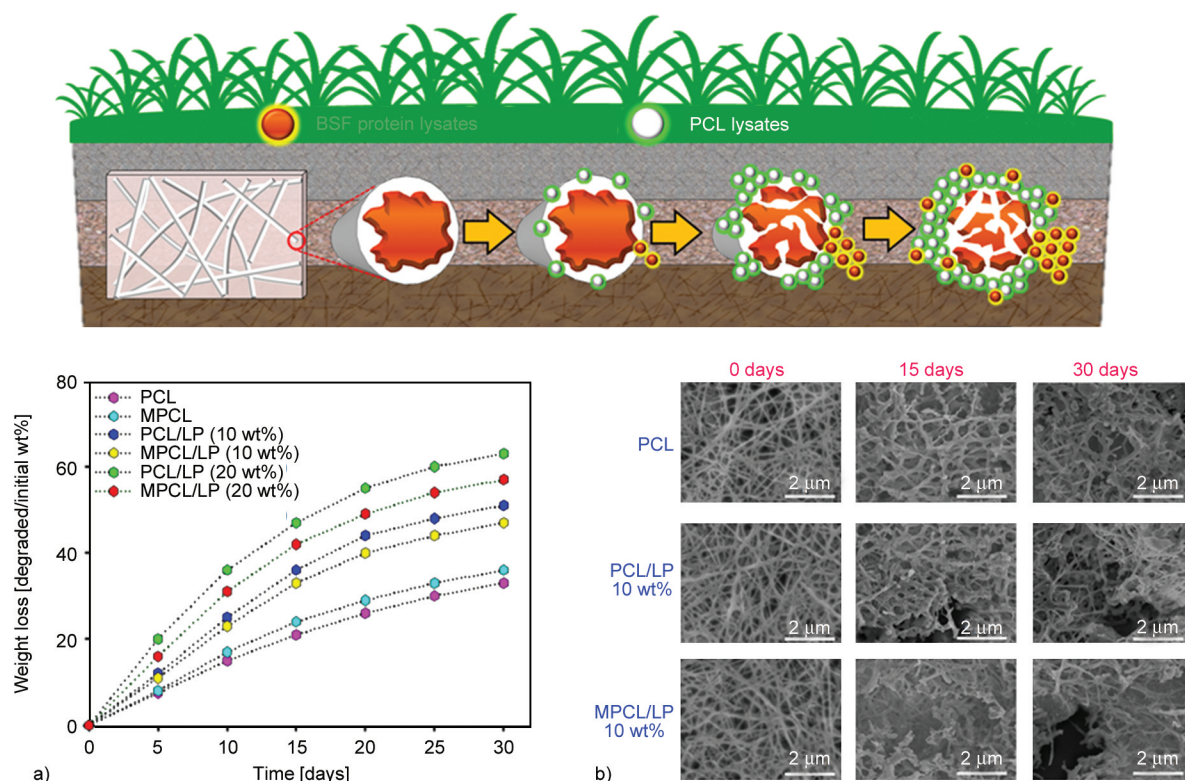 BSF protein lysates
PCL lysates
80
60
40
20
0
Weight loss [degraded/initial wt%]
PCL
MPCL
PCL/LP (10 wt%)
MPCL/LP (10 wt%)
PCL/LP (20 wt%)
MPCL/LP (20 wt%)
0 5 10 15 20 25 30
Time [days]
a)
0 days 15 days 30 days
PCL
2 μm 2 μm 2 μm
PCL/LP
10 wt%
2 μm 2 μm 2 μm
MPCL/LP
10 wt%
2 μm 2 μm 2 μm
b)